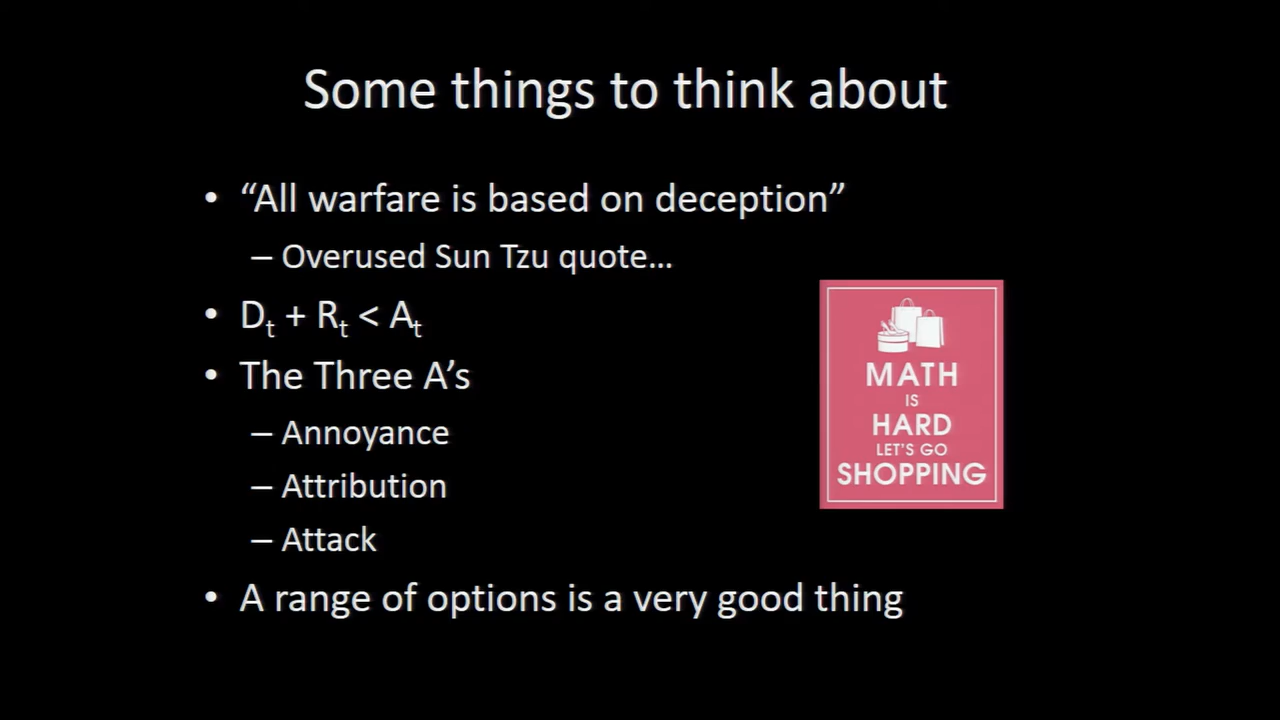 Some things to think about
• “All warfare is based on deception”
– Overused Sun Tzu quote…
• Dₜ + Rₜ < Aₜ
• The Three A’s
– Annoyance
– Attribution
– Attack
• A range of options is a very good thing
MATH
IS
HARD
LET’S GO
SHOPPING